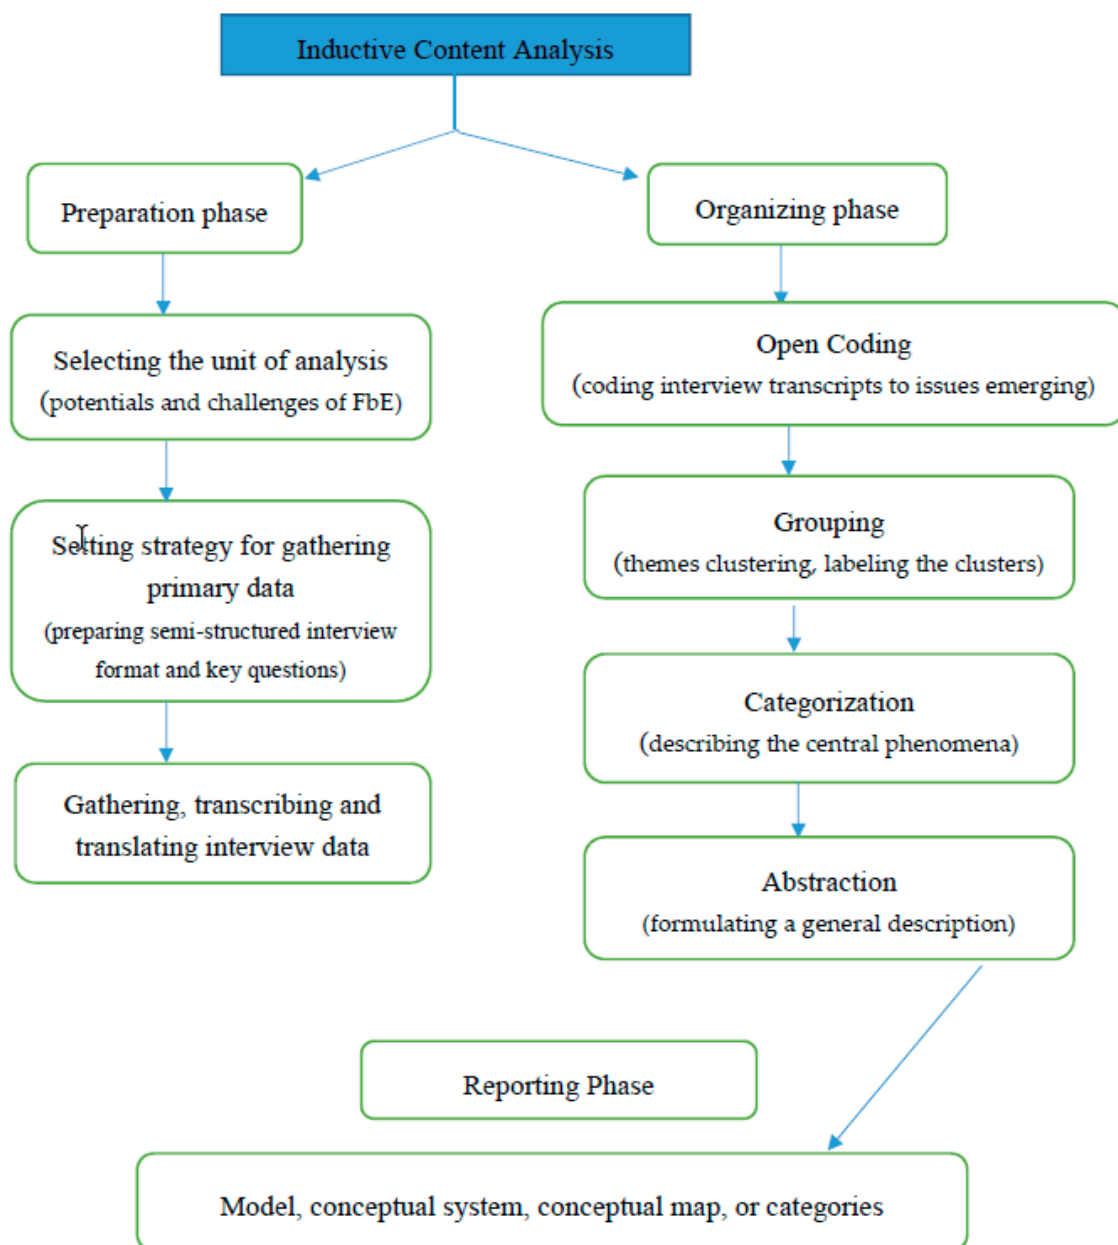 Inductive Content Analysis
Preparation phase
Selecting the unit of analysis
(potentials and challenges of FbE)
Setting strategy for gathering
primary data
(preparing semi-structured interview
format and key questions)
Gathering, transcribing and
translating interview data
Organizing phase
Open Coding
(coding interview transcripts to issues emerging)
Grouping
(themes clustering, labeling the clusters)
Categorization
(describing the central phenomena)
Abstraction
(formulating a general description)
Reporting Phase
Model, conceptual system, conceptual map, or categories